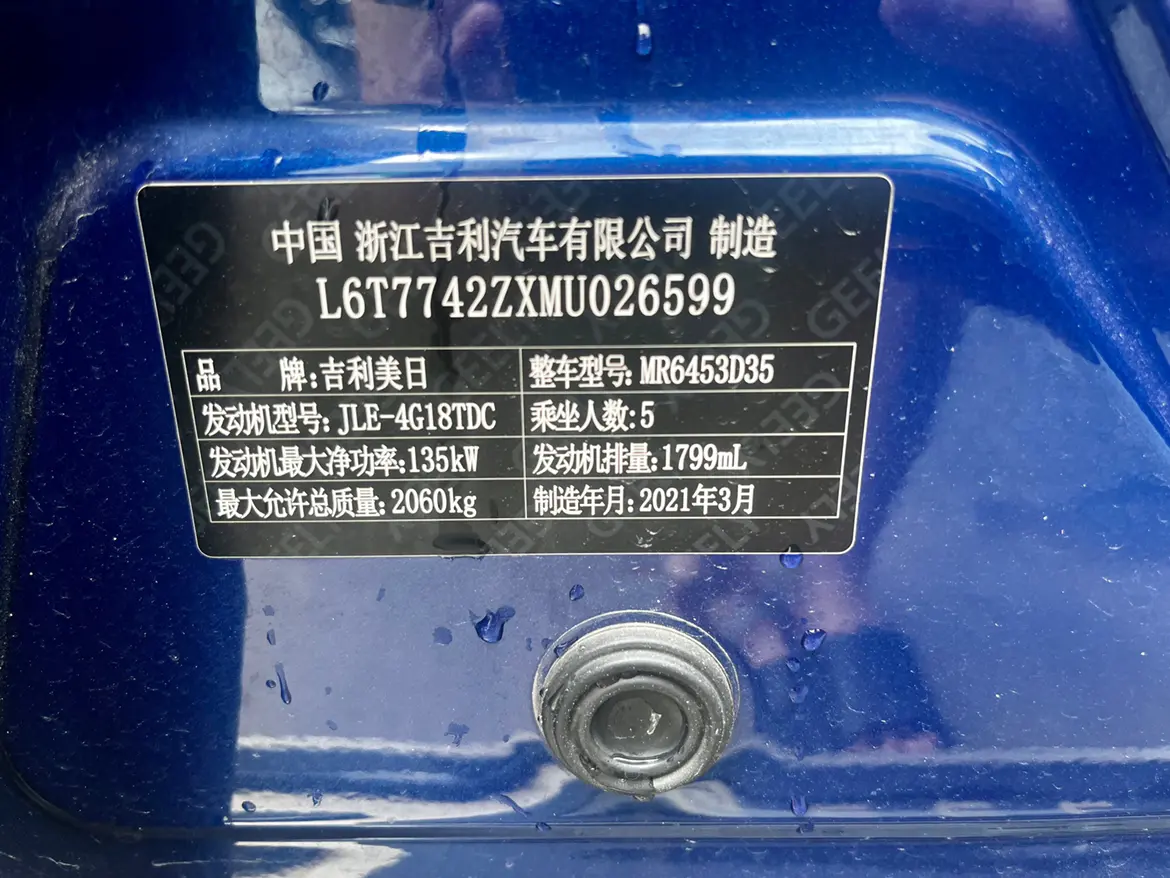 中国 浙江吉利汽车有限公司 制造
L6T7742ZXMU026599
品 牌:吉利美日 整车型号:MR6453D35
发动机型号:JLE-4G18TDC 乘坐人数:5
发动机最大净功率:135kW 发动机排量:1799mL
最大允许总质量:2060kg 制造年月:2021年3月